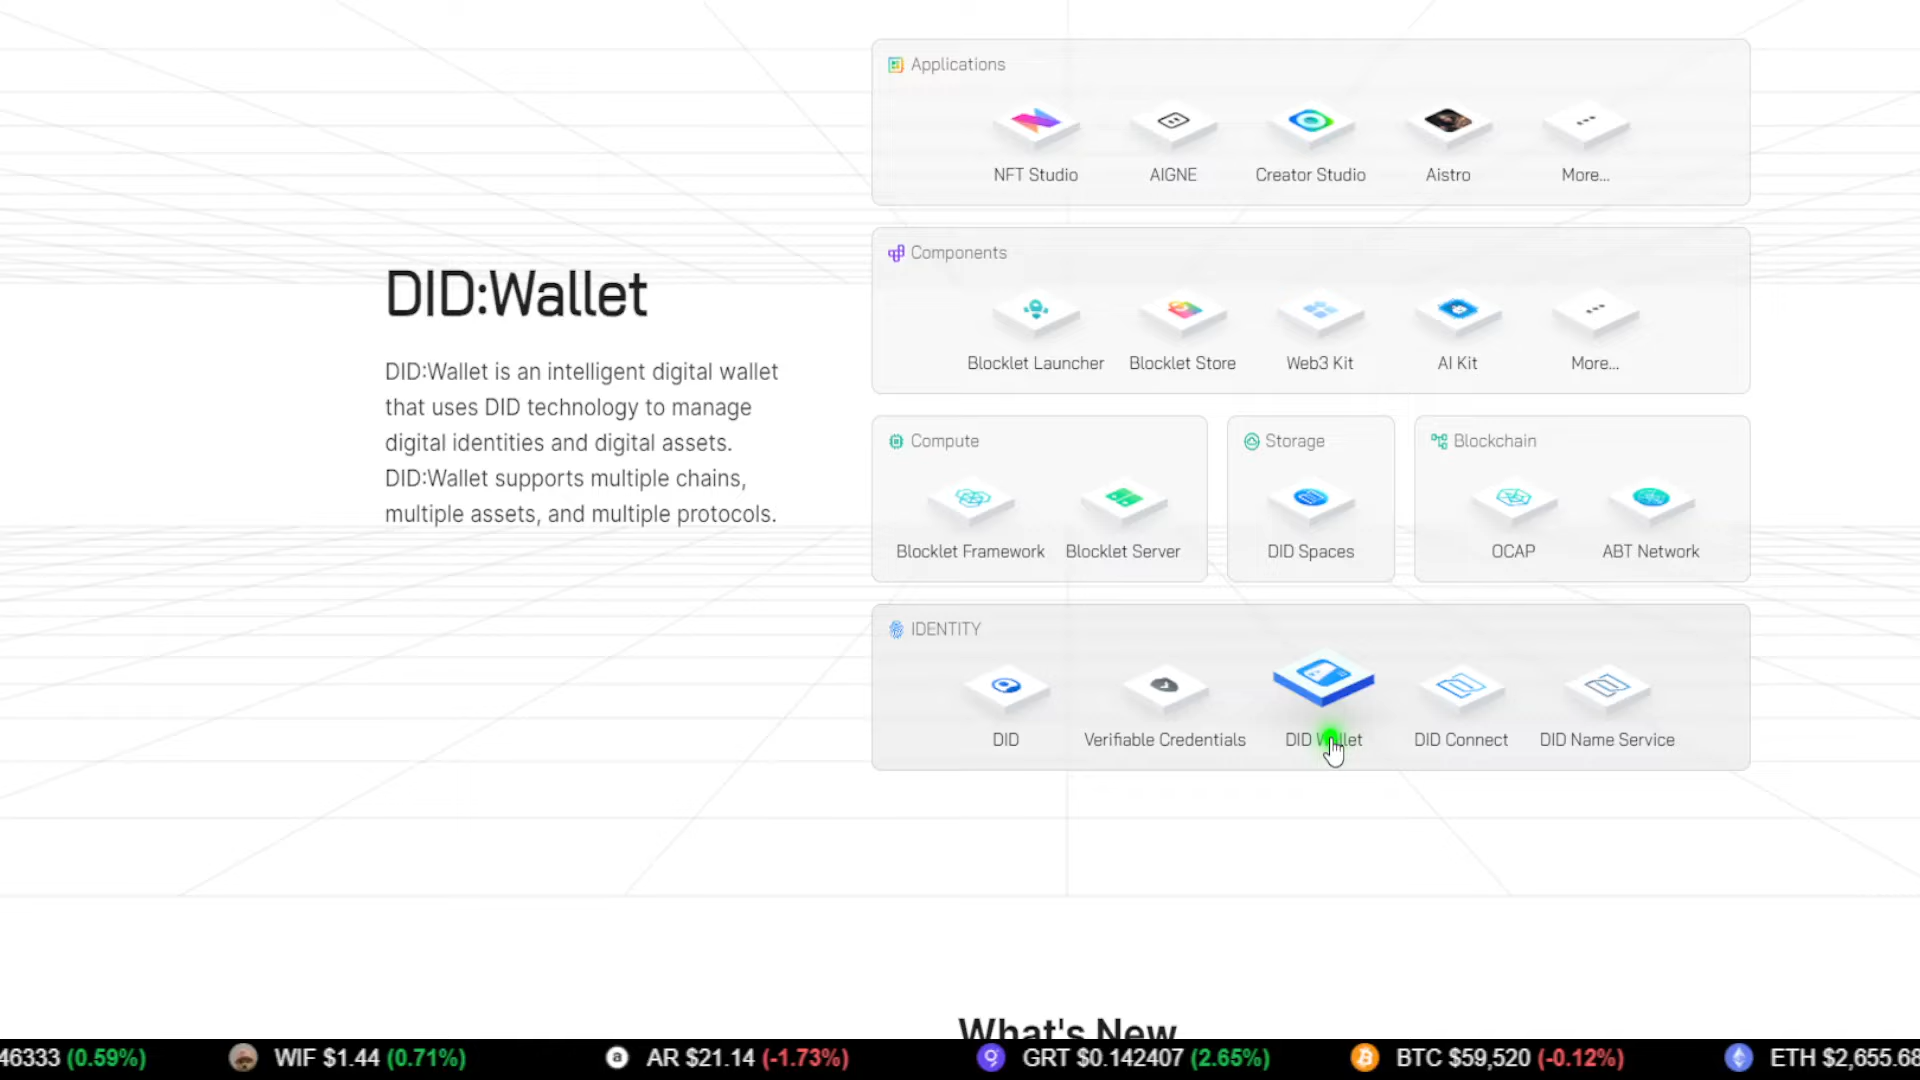 Applications
NFT Studio
AIGNE
Creator Studio
Aistro
More...
Components
Blocklet Launcher
Blocklet Store
Web3 Kit
AI Kit
More...
DID:Wallet
DID:Wallet is an intelligent digital wallet
that uses DID technology to manage
digital identities and digital assets.
DID:Wallet supports multiple chains,
multiple assets, and multiple protocols.
Compute
Blocklet Framework
Blocklet Server
Storage
DID Spaces
Blockchain
OCAP
ABT Network
IDENTITY
DID
Verifiable Credentials
DID Wallet
DID Connect
DID Name Service
What's New
46333 (0.59%) WIF $1.44 (0.71%) AR $21.14 (-1.73%) GRT $0.142407 (2.65%) BTC $59,520 (-0.12%) ETH $2,655.68